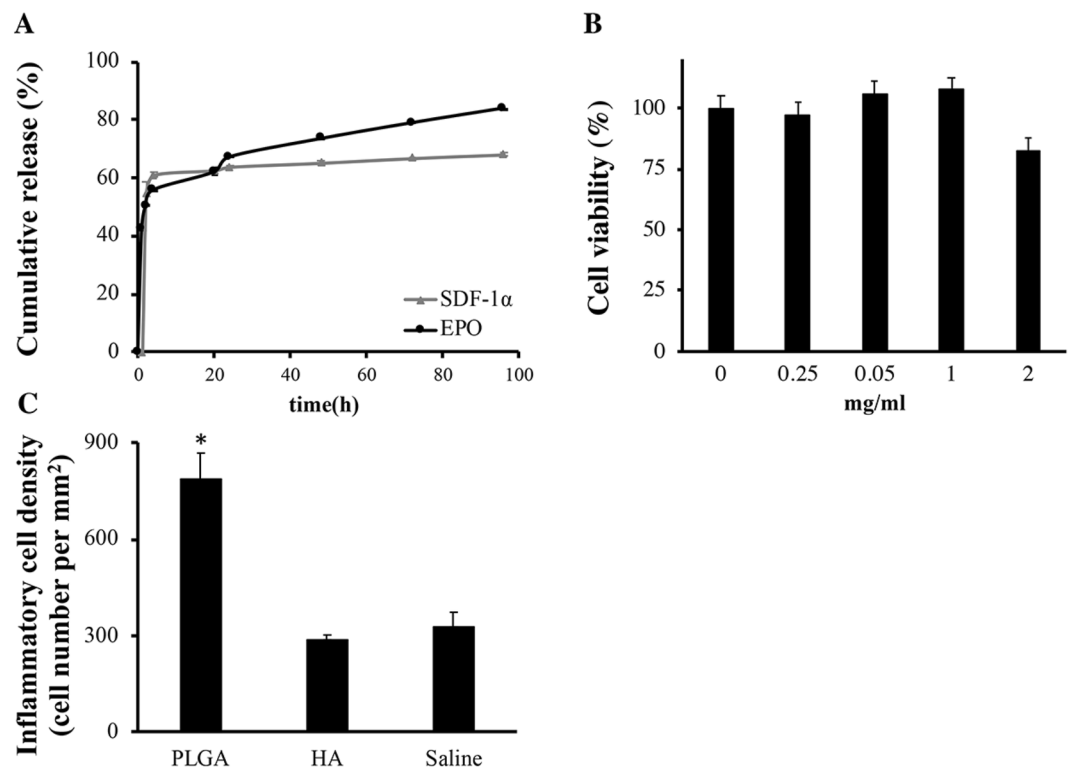 A
Cumulative release (%)
100
80
60
40
20
0
SDF-1α
EPO
0 20 40 60 80 100
time(h)
B
Cell viability (%)
100
75
50
25
0
0 0.25 0.05 1 2
mg/ml
C
Inflammatory cell density
(cell number per mm²)
900
600
300
0
*
PLGA HA Saline